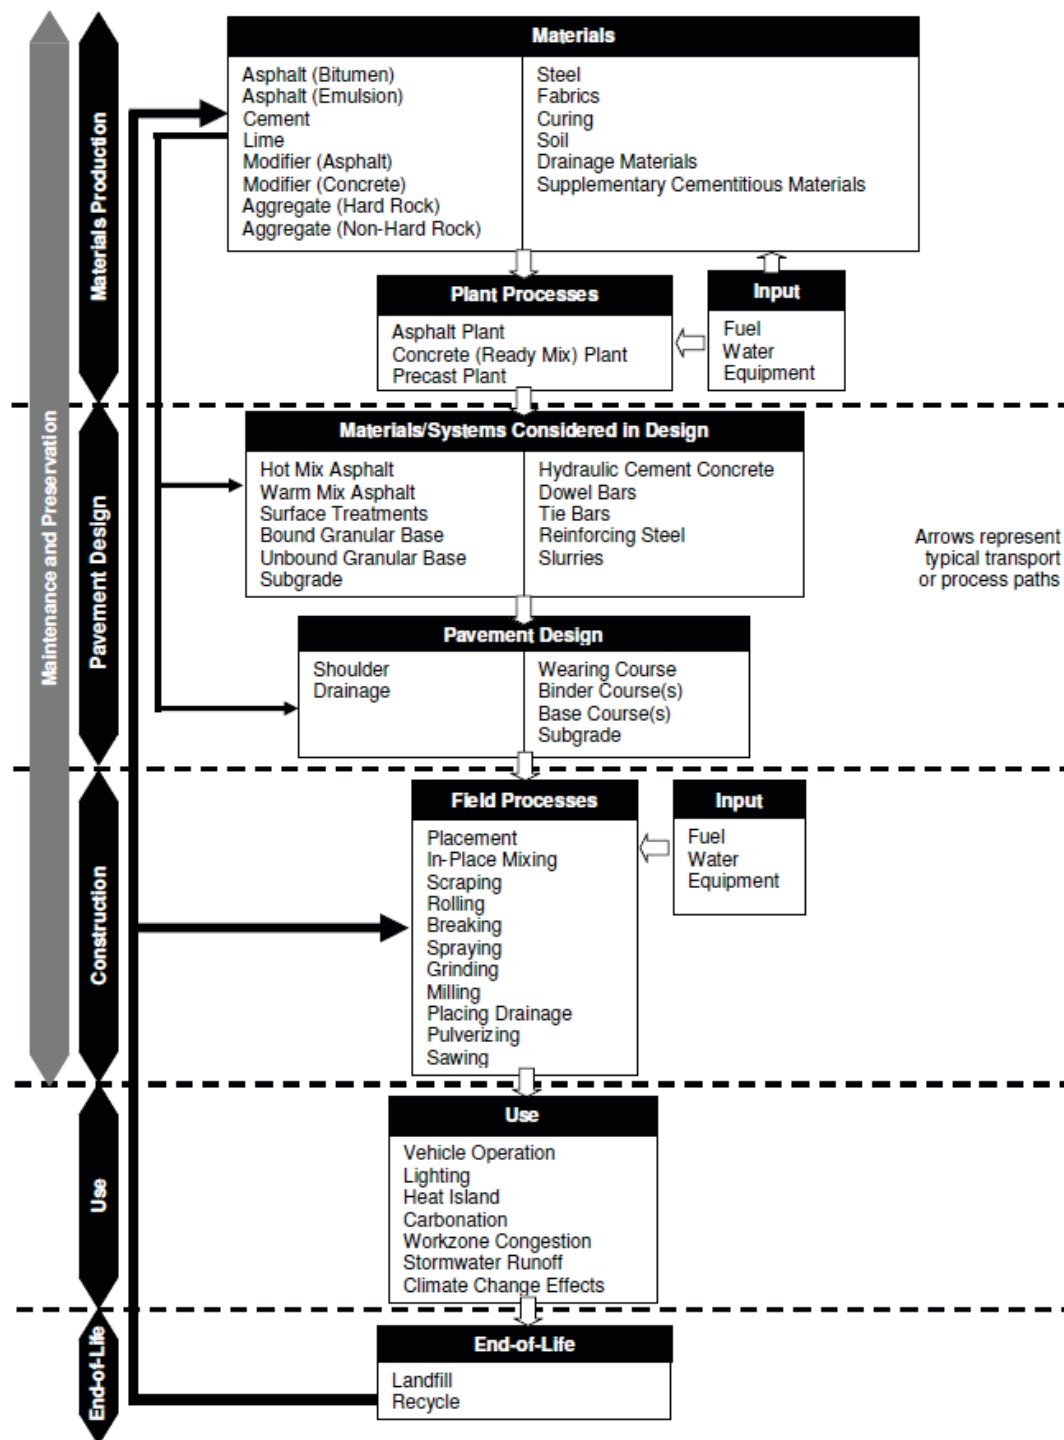 Materials
Asphalt (Bitumen)
Asphalt (Emulsion)
Cement
Lime
Modifier (Asphalt)
Modifier (Concrete)
Aggregate (Hard Rock)
Aggregate (Non-Hard Rock)
Steel
Fabrics
Curing
Soil
Drainage Materials
Supplementary Cementitious Materials
Materials Production
Plant Processes
Asphalt Plant
Concrete (Ready Mix) Plant
Precast Plant
Input
Fuel
Water
Equipment
Maintenance and Preservation
Pavement Design
Materials/Systems Considered in Design
Hot Mix Asphalt
Warm Mix Asphalt
Surface Treatments
Bound Granular Base
Unbound Granular Base
Subgrade
Hydraulic Cement Concrete
Dowel Bars
Tie Bars
Reinforcing Steel
Slurries
Arrows represent
typical transport
or process paths
Pavement Design
Shoulder
Drainage
Wearing Course
Binder Course(s)
Base Course(s)
Subgrade
Construction
Field Processes
Placement
In-Place Mixing
Scraping
Rolling
Breaking
Spraying
Grinding
Milling
Placing Drainage
Pulverizing
Sawing
Input
Fuel
Water
Equipment
Use
Use
Vehicle Operation
Lighting
Heat Island
Carbonation
Workzone Congestion
Stormwater Runoff
Climate Change Effects
End-of-Life
End-of-Life
Landfill
Recycle